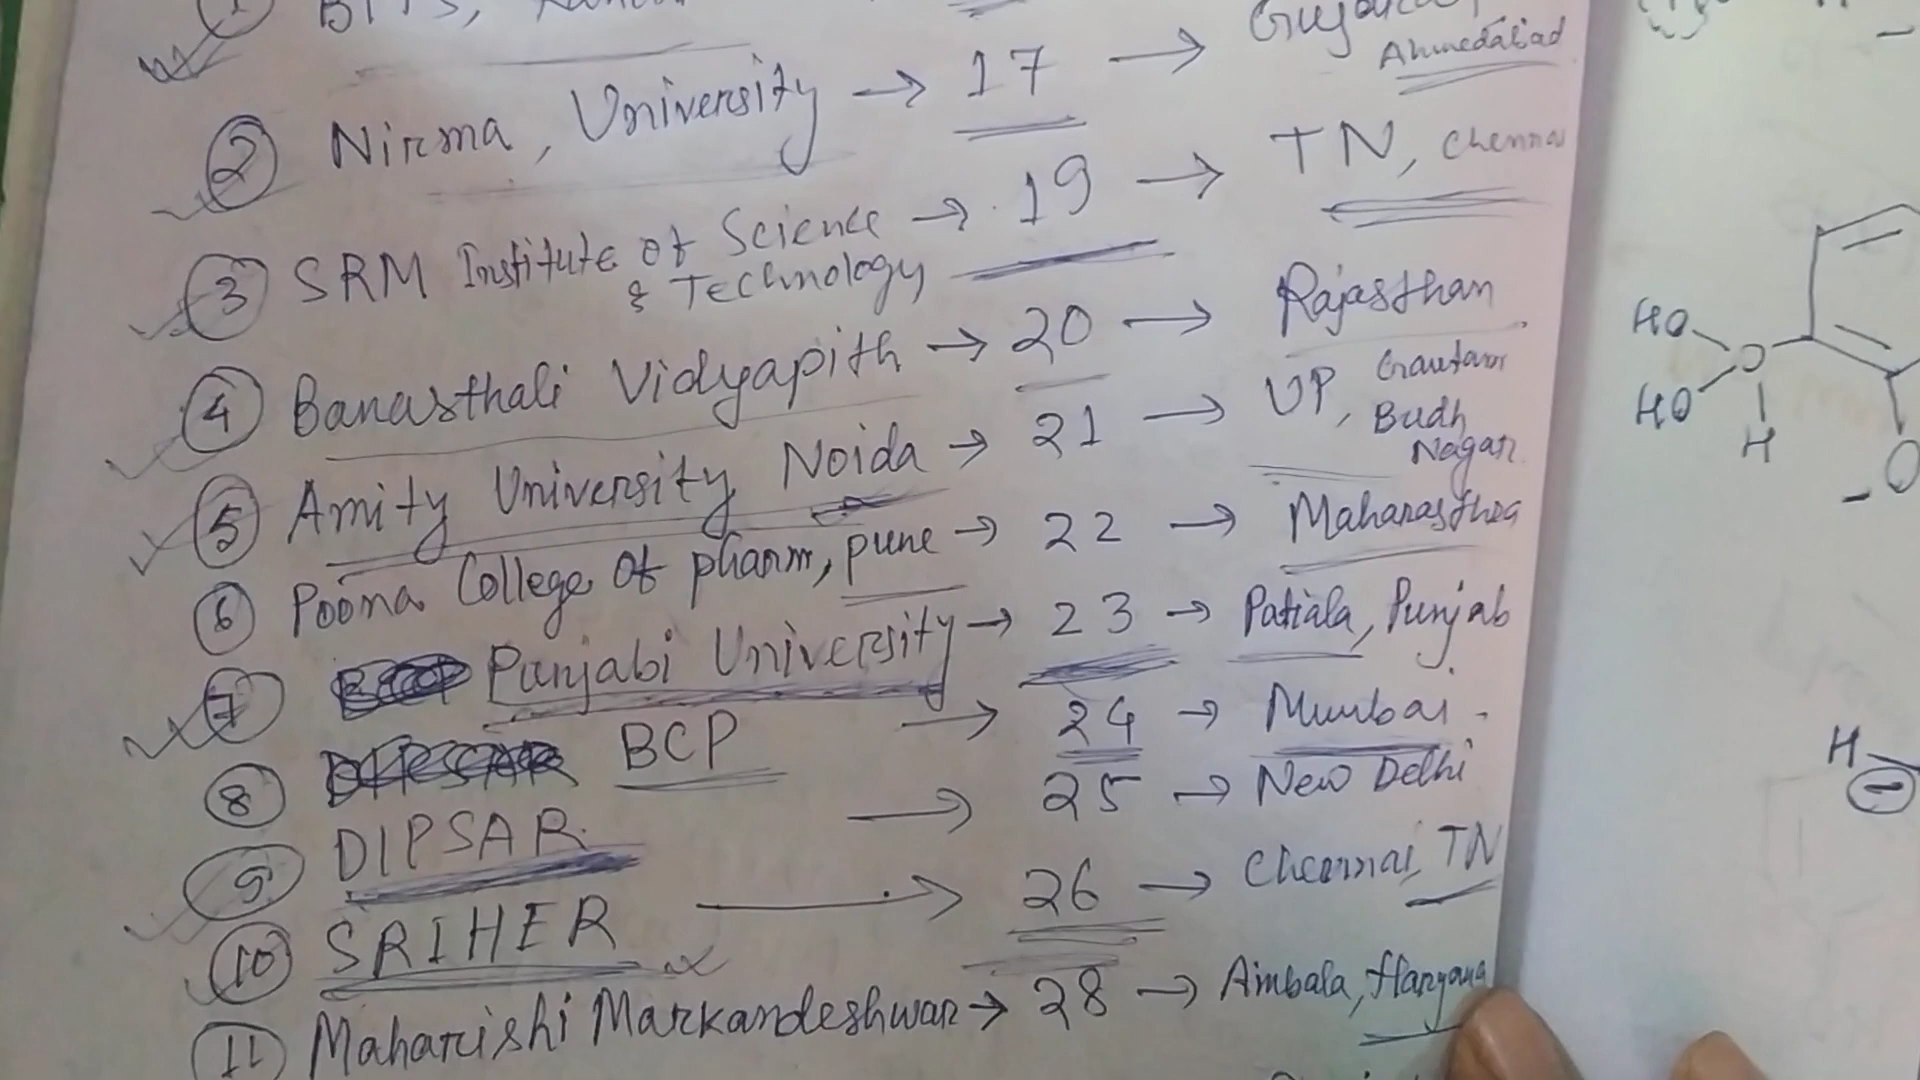 ① BITS,
② Nirma, University → 17 → Gujarat, Ahmedabad
③ SRM Institute of Science & Technology → 19 → TN, Chennai
④ Banasthali Vidyapith → 20 → Rajasthan
⑤ Amity University Noida → 21 → UP, Gautam Budh Nagar
⑥ Poona College of pharm, pune → 22 → Maharasthra
⑦ Punjabi University → 23 → Patiala, Punjab
⑧ BCP → 24 → Mumbai
⑨ DIPSAR → 25 → New Delhi
⑩ SRIHER → 26 → Chennai, TN
⑪ Maharishi Markandeshwar → 28 → Ambala, Haryana
HO
HO
H
O
H